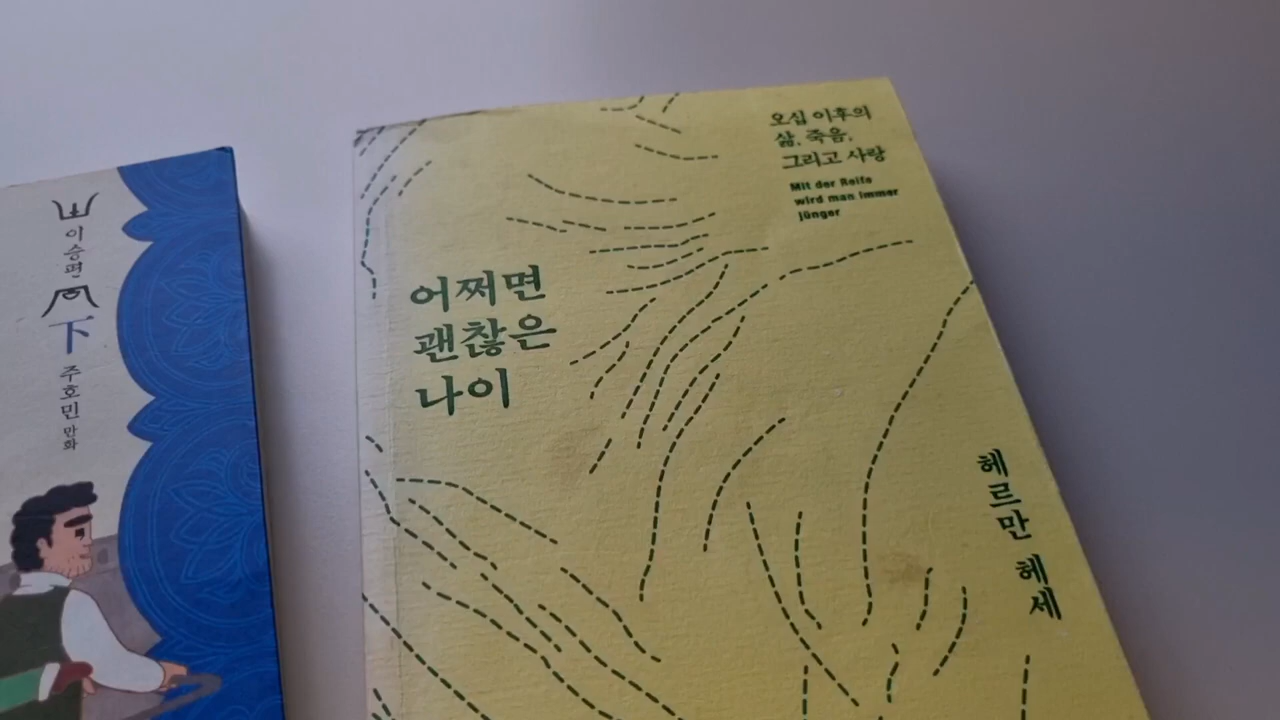 이승편
下
주호민 만화
오십 이후의
삶, 죽음,
그리고 사랑
Mit der Reife
wird man immer
jünger
어쩌면
괜찮은
나이
헤르만 헤세